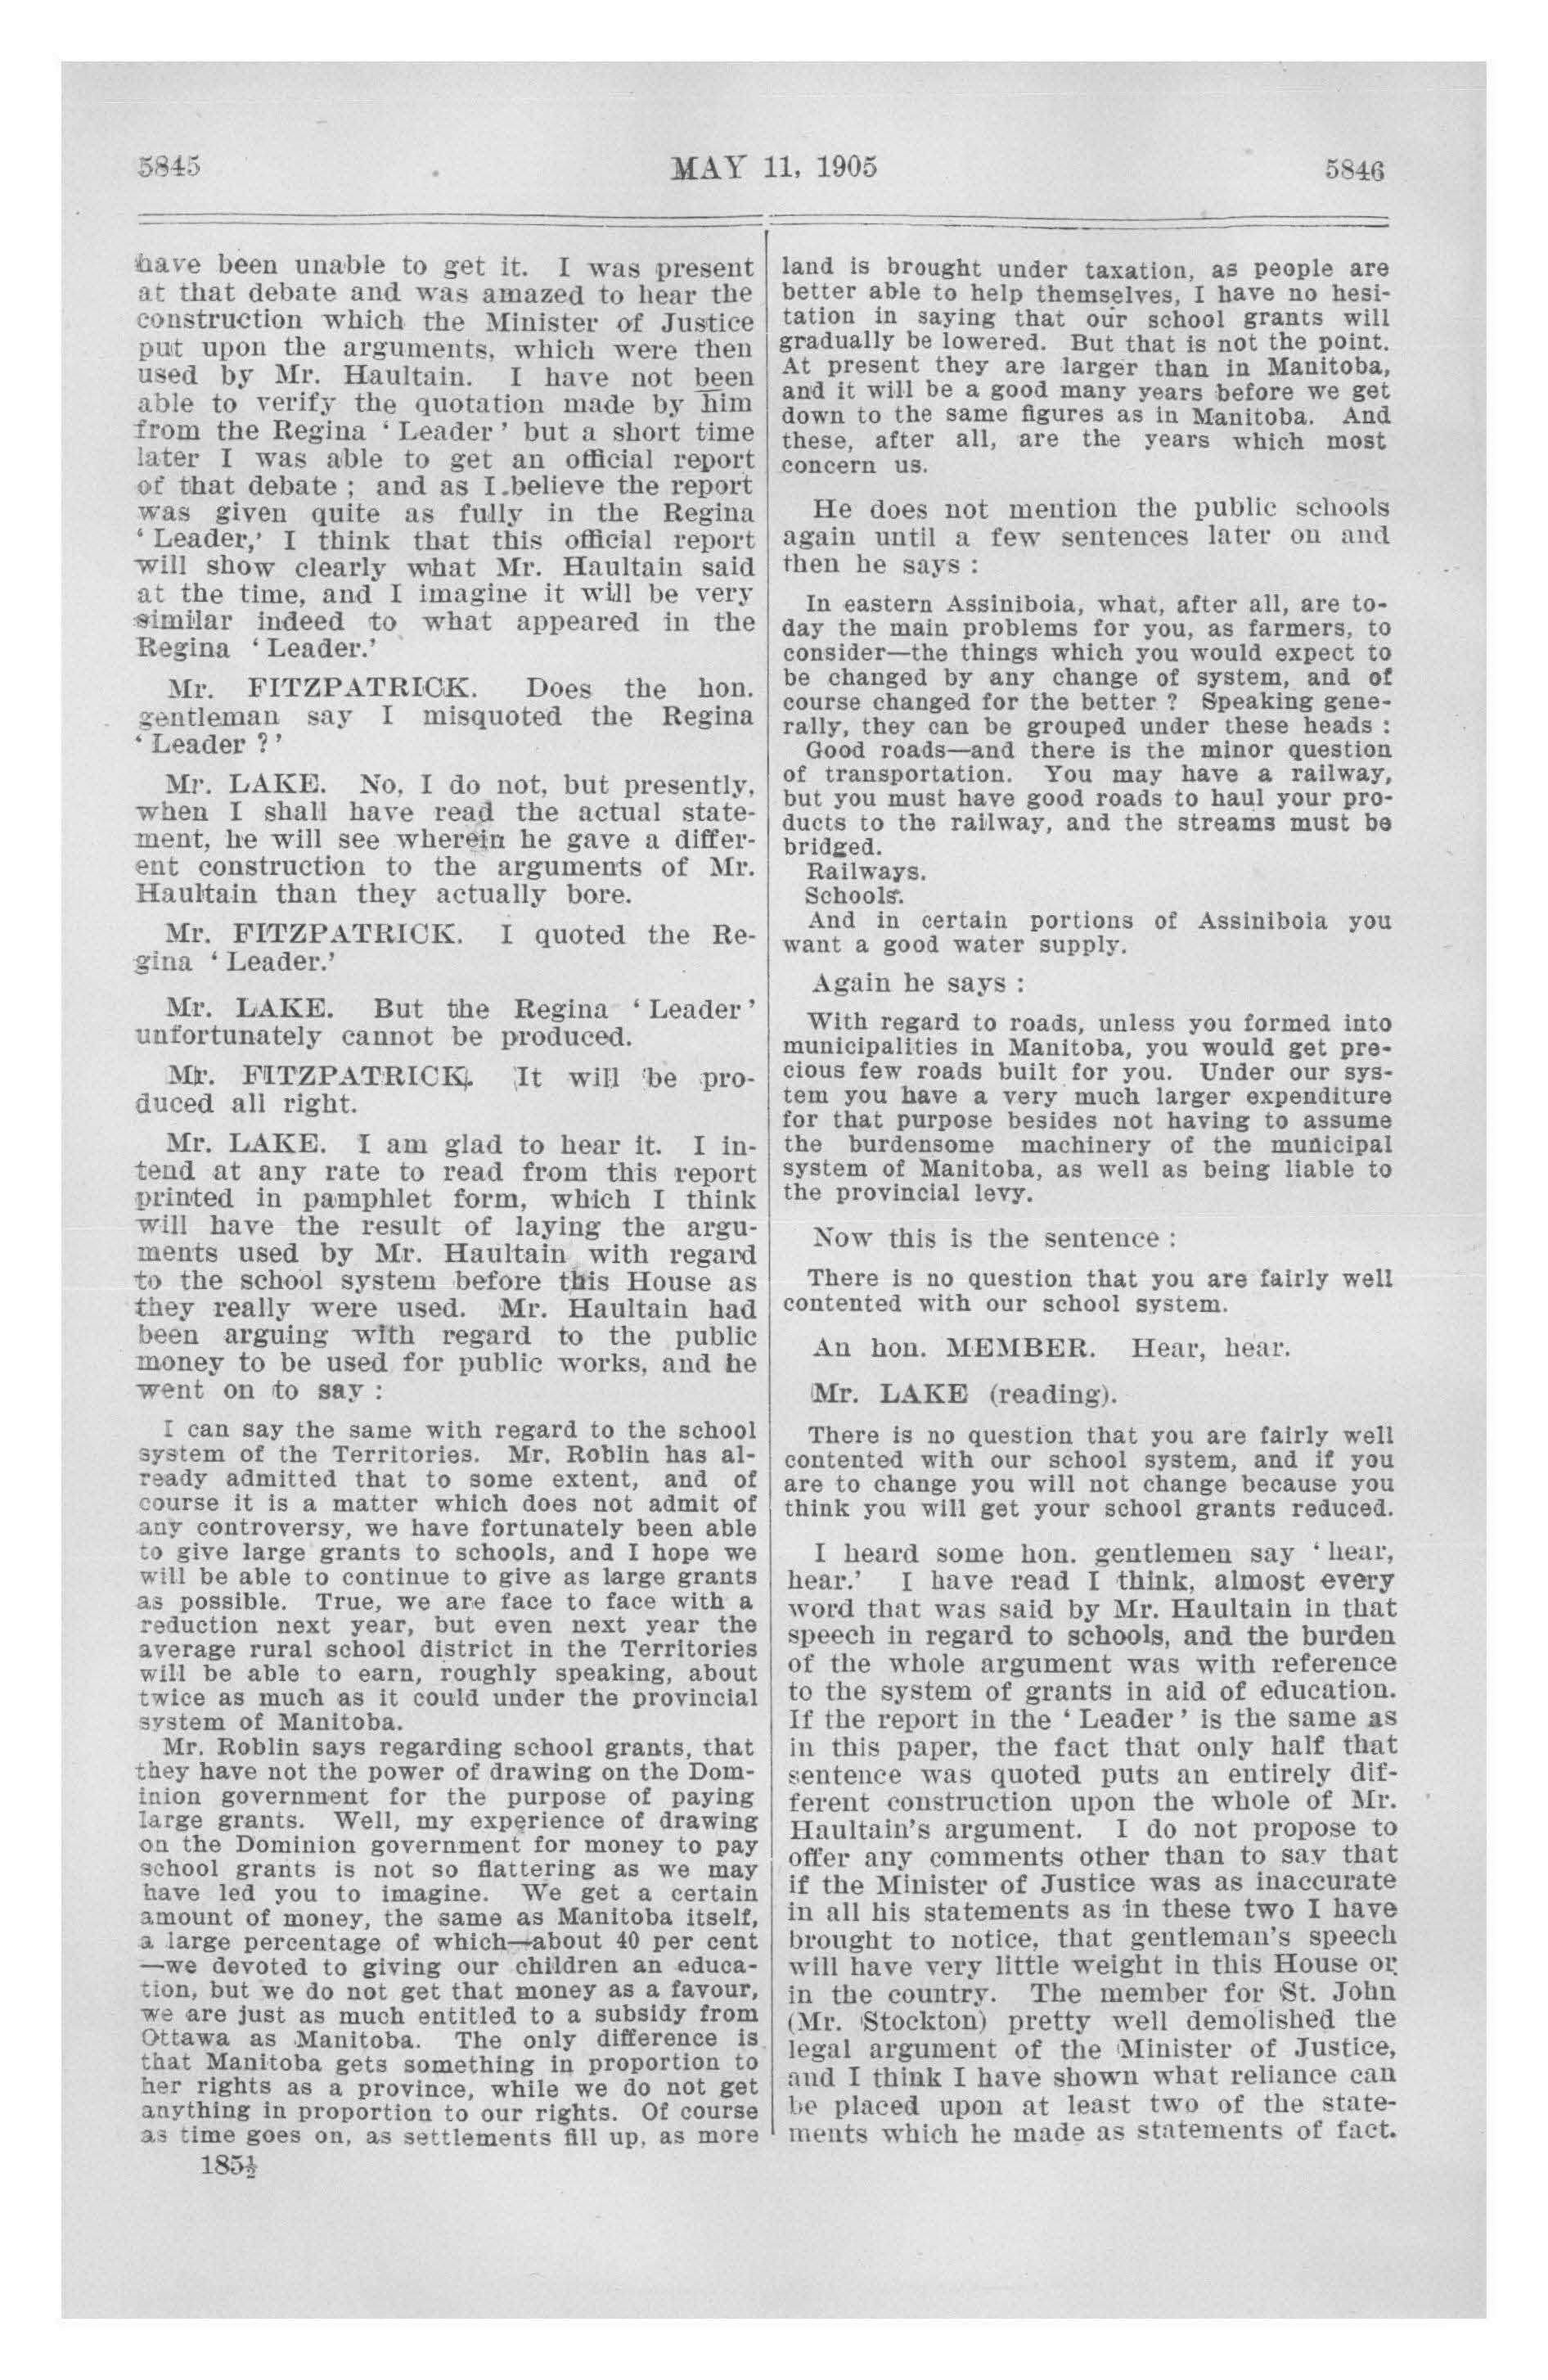 5845 MAY 11, 1905 5846
have been unable to get it. I was present
at that debate and was amazed to hear the
construction which the Minister of Justice
put upon the arguments, which were then
used by Mr. Haultain. I have not been
able to verify the quotation made by him
from the Regina ‘ Leader ’ but a short time
later I was able to get an official report
of that debate ; and as I believe the report
was given quite as fully in the Regina
‘ Leader,’ I think that this official report
will show clearly what Mr. Haultain said
at the time, and I imagine it will be very
similar indeed to what appeared in the
Regina ‘ Leader.’
Mr. FITZPATRICK. Does the hon.
gentleman say I misquoted the Regina
‘ Leader ? ’
Mr. LAKE. No, I do not, but presently,
when I shall have read the actual state-
ment, he will see wherein he gave a differ-
ent construction to the arguments of Mr.
Haultain than they actually bore.
Mr. FITZPATRICK. I quoted the Re-
gina ‘ Leader.’
Mr. LAKE. But the Regina ‘ Leader ’
unfortunately cannot be produced.
Mr. FITZPATRICK. It will be pro-
duced all right.
Mr. LAKE. I am glad to hear it. I in-
tend at any rate to read from this report
printed in pamphlet form, which I think
will have the result of laying the argu-
ments used by Mr. Haultain with regard
to the school system before this House as
they really were used. Mr. Haultain had
been arguing with regard to the public
money to be used for public works, and he
went on to say :
I can say the same with regard to the school
system of the Territories. Mr. Roblin has al-
ready admitted that to some extent, and of
course it is a matter which does not admit of
any controversy, we have fortunately been able
to give large grants to schools, and I hope we
will be able to continue to give as large grants
as possible. True, we are face to face with a
reduction next year, but even next year the
average rural school district in the Territories
will be able to earn, roughly speaking, about
twice as much as it could under the provincial
system of Manitoba.
Mr. Roblin says regarding school grants, that
they have not the power of drawing on the Dom-
inion government for the purpose of paying
large grants. Well, my experience of drawing
on the Dominion government for money to pay
school grants is not so flattering as we may
have led you to imagine. We get a certain
amount of money, the same as Manitoba itself,
a large percentage of which—about 40 per cent
—we devoted to giving our children an educa-
tion, but we do not get that money as a favour,
we are just as much entitled to a subsidy from
Ottawa as Manitoba. The only difference is
that Manitoba gets something in proportion to
her rights as a province, while we do not get
anything in proportion to our rights. Of course
as time goes on, as settlements fill up, as more
185½
land is brought under taxation, as people are
better able to help themselves, I have no hesi-
tation in saying that our school grants will
gradually be lowered. But that is not the point.
At present they are larger than in Manitoba,
and it will be a good many years before we get
down to the same figures as in Manitoba. And
these, after all, are the years which most
concern us.
He does not mention the public schools
again until a few sentences later on and
then he says :
In eastern Assiniboia, what, after all, are to-
day the main problems for you, as farmers, to
consider—the things which you would expect to
be changed by any change of system, and of
course changed for the better ? Speaking gene-
rally, they can be grouped under these heads :
Good roads—and there is the minor question
of transportation. You may have a railway,
but you must have good roads to haul your pro-
ducts to the railway, and the streams must be
bridged.
Railways.
Schools.
And in certain portions of Assiniboia you
want a good water supply.
Again he says :
With regard to roads, unless you formed into
municipalities in Manitoba, you would get pre-
cious few roads built for you. Under our sys-
tem you have a very much larger expenditure
for that purpose besides not having to assume
the burdensome machinery of the municipal
system of Manitoba, as well as being liable to
the provincial levy.
Now this is the sentence :
There is no question that you are fairly well
contented with our school system.
An hon. MEMBER. Hear, hear.
Mr. LAKE (reading).
There is no question that you are fairly well
contented with our school system, and if you
are to change you will not change because you
think you will get your school grants reduced.
I heard some hon. gentlemen say ‘ hear,
hear.’ I have read I think, almost every
word that was said by Mr. Haultain in that
speech in regard to schools, and the burden
of the whole argument was with reference
to the system of grants in aid of education.
If the report in the ‘ Leader ’ is the same as
in this paper, the fact that only half that
sentence was quoted puts an entirely dif-
ferent construction upon the whole of Mr.
Haultain's argument. I do not propose to
offer any comments other than to say that
if the Minister of Justice was as inaccurate
in all his statements as in these two I have
brought to notice, that gentleman's speech
will have very little weight in this House or
in the country. The member for St. John
(Mr. Stockton) pretty well demolished the
legal argument of the Minister of Justice,
and I think I have shown what reliance can
be placed upon at least two of the state-
ments which he made as statements of fact.